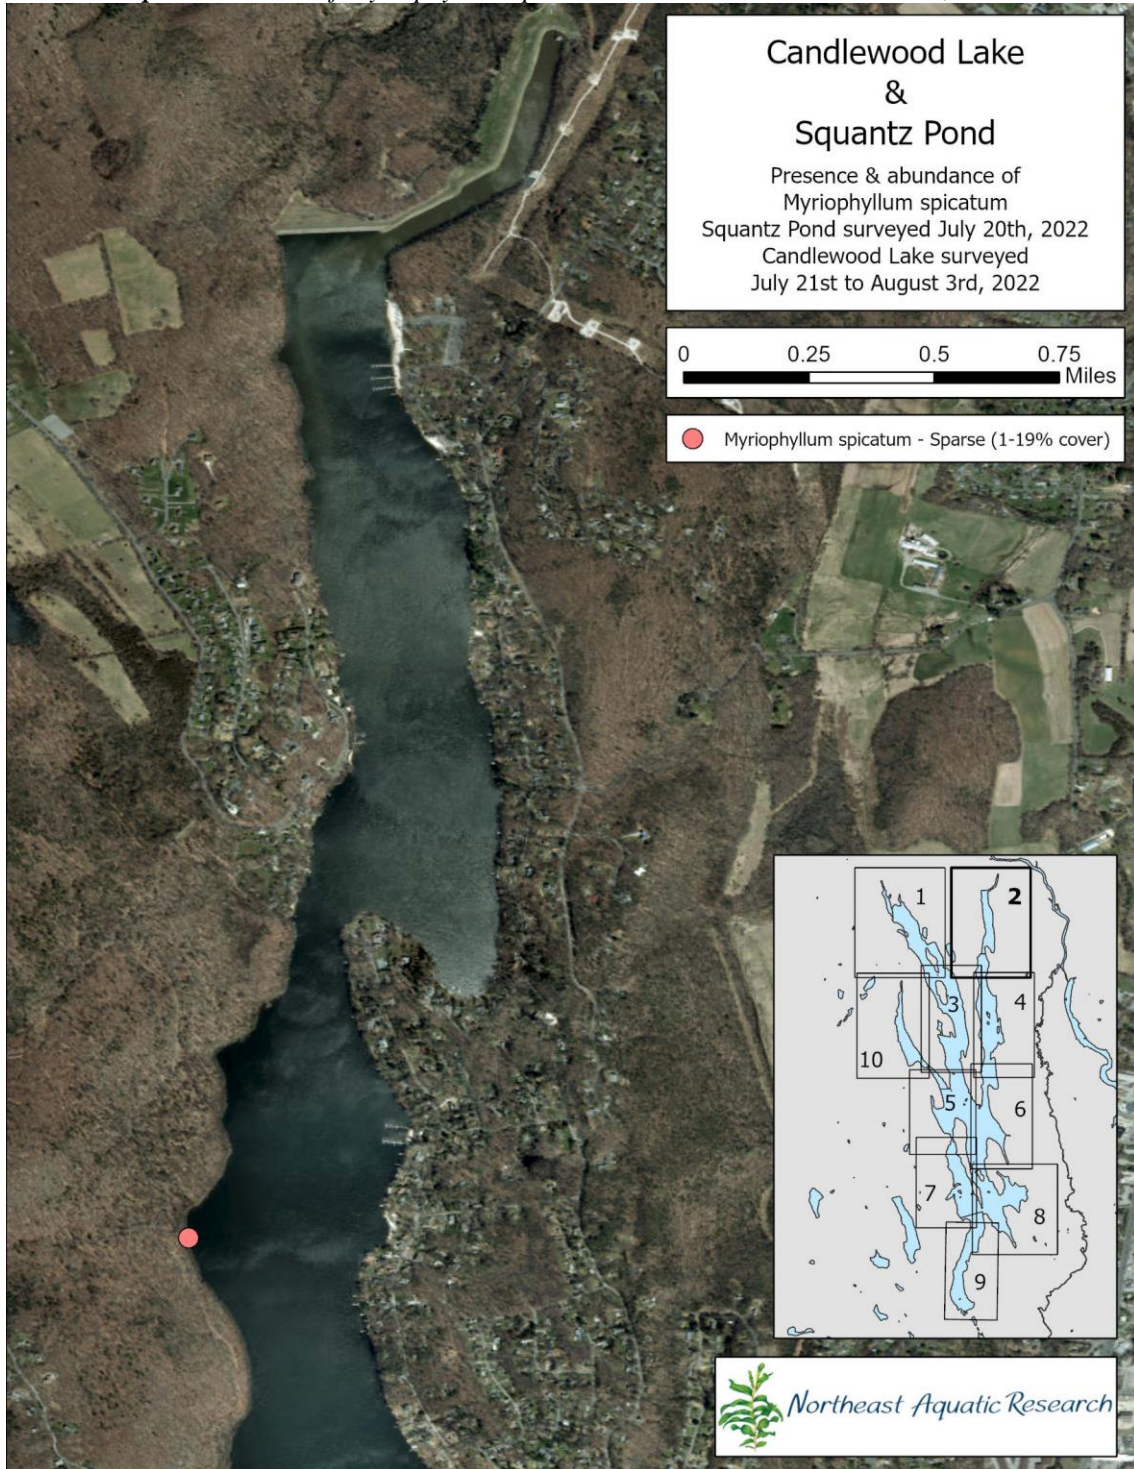 Candlewood Lake
&
Squantz Pond
Presence & abundance of
Myriophyllum spicatum
Squantz Pond surveyed July 20th, 2022
Candlewood Lake surveyed
July 21st to August 3rd, 2022
0 0.25 0.5 0.75
Miles
Myriophyllum spicatum - Sparse (1-19% cover)
1
2
3
4
10
5
6
7
8
9
Northeast Aquatic Research